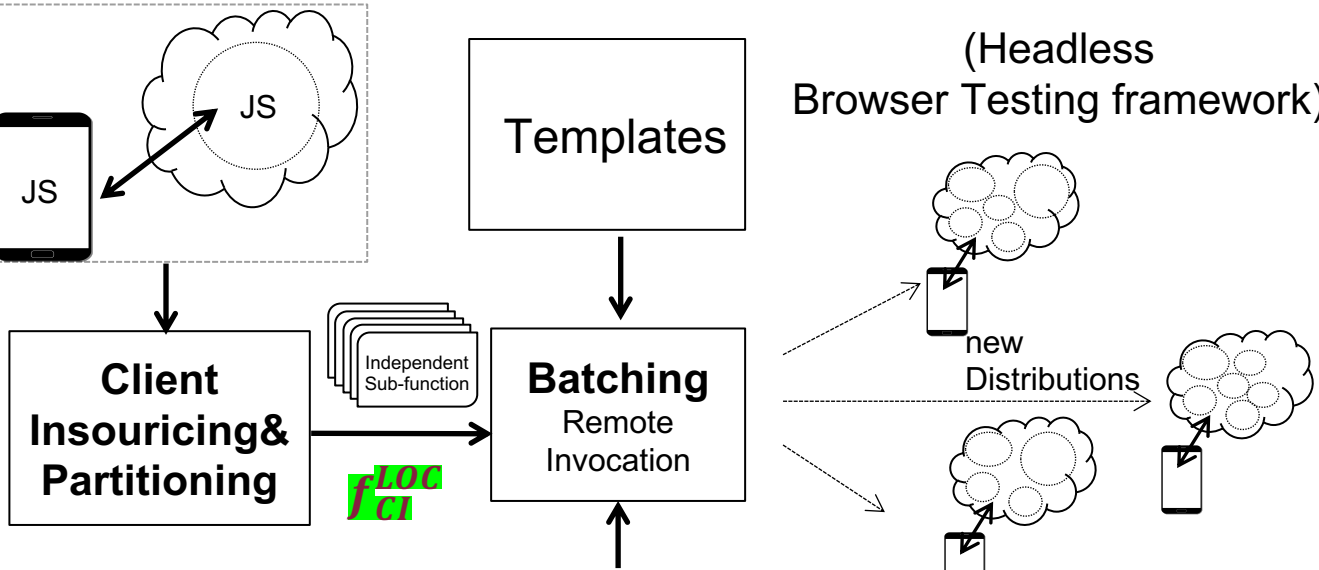 JS
JS
Templates
(Headless
Browser Testing framework)
Client
Insouricing&
Partitioning
Independent
Sub-function
f^{LOC}_{CI}
Batching
Remote
Invocation
new
Distributions